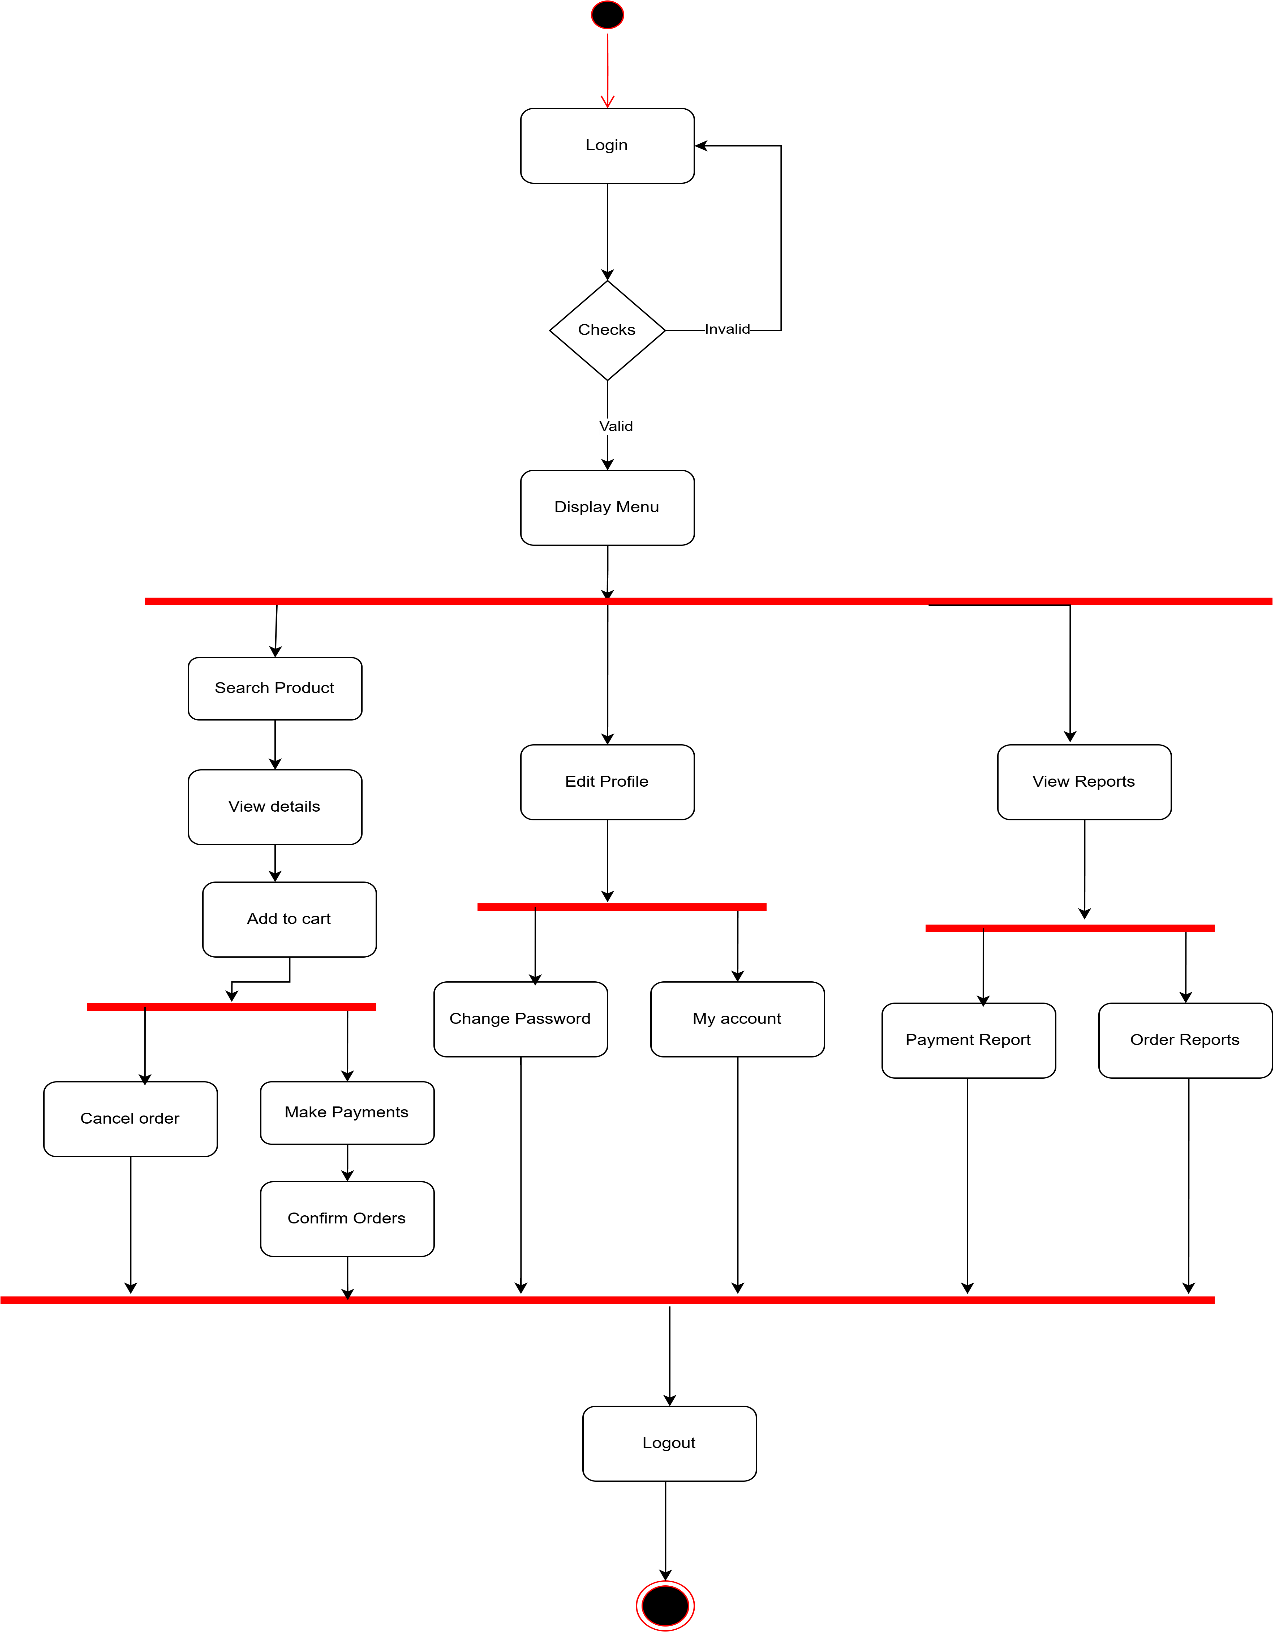 Login
Checks
Invalid
Valid
Display Menu
Search Product
Edit Profile
View Reports
View details
Add to cart
Change Password
My account
Payment Report
Order Reports
Cancel order
Make Payments
Confirm Orders
Logout